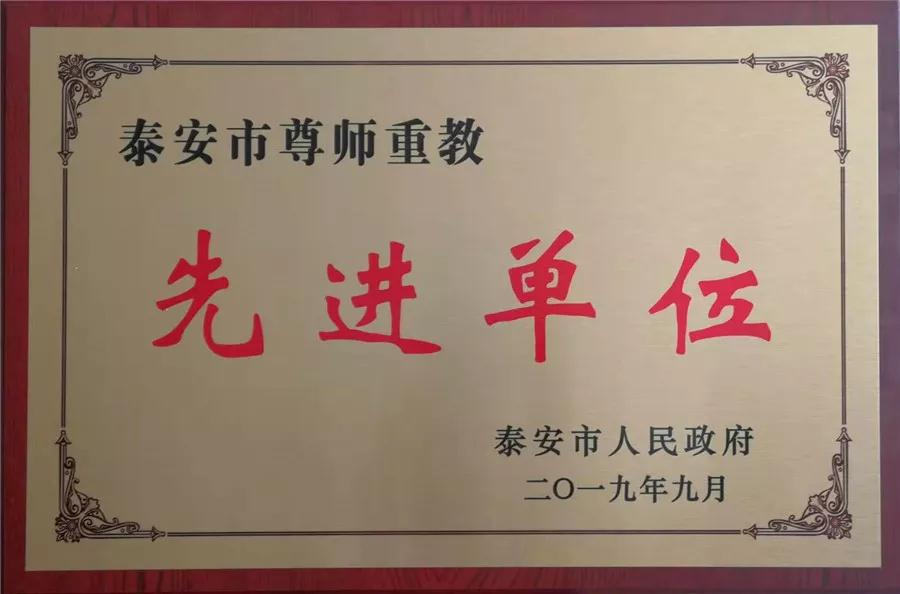 泰安市尊师重教
先进单位
泰安市人民政府
二〇一九年九月